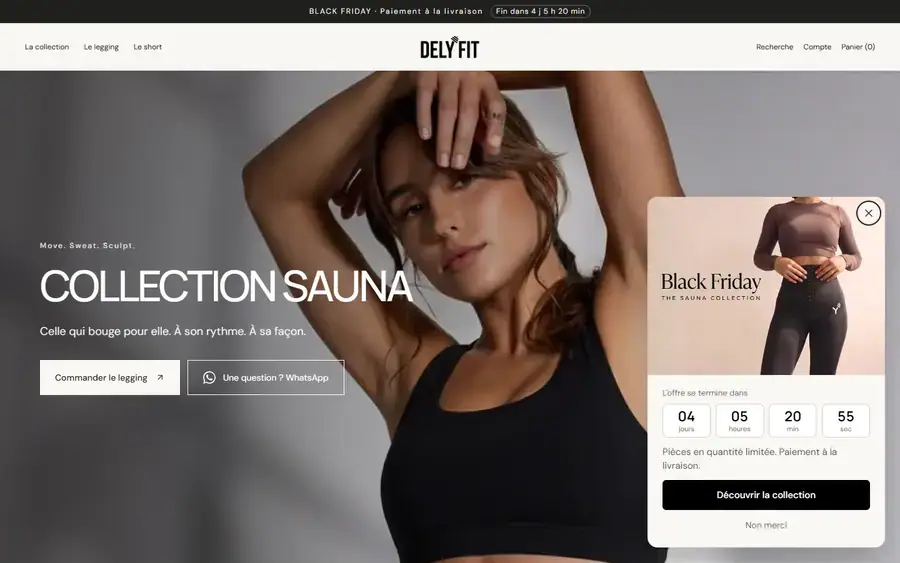 BLACK FRIDAY · Paiement à la livraison Fin dans 4 j 5 h 20 min
La collection Le legging Le short
DELYFIT
Recherche Compte Panier (0)
Move. Sweat. Sculpt.
COLLECTION SAUNA
Celle qui bouge pour elle. À son rythme. À sa façon.
Commander le legging
Une question ? WhatsApp
Black Friday
THE SAUNA COLLECTION
L'offre se termine dans
04 05 20 55
jours heures min sec
Pièces en quantité limitée. Paiement à la
livraison.
Découvrir la collection
Non merci